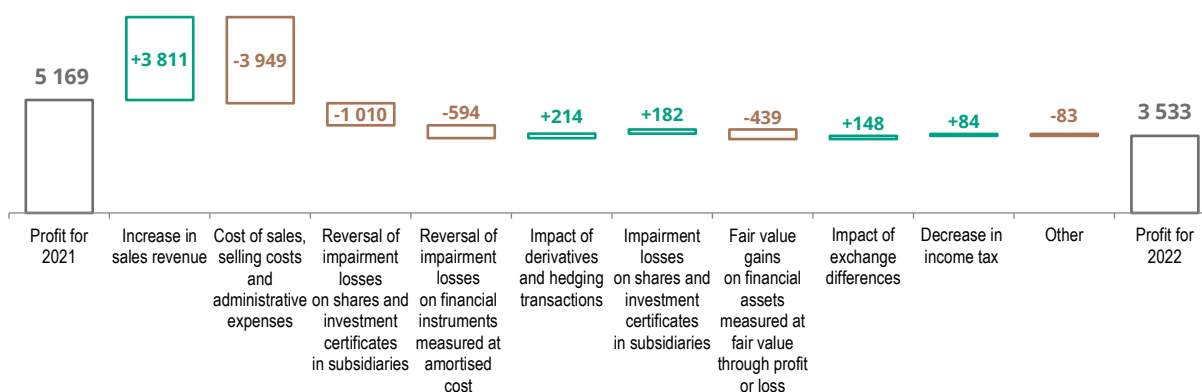 5 169
+3 811
-3 949
-1 010
-594
+214
+182
-439
+148
+84
-83
3 533
Profit for
2021
Increase in
sales revenue
Cost of sales,
selling costs
and
administrative
expenses
Reversal of
impairment
losses
on shares and
investment
certificates
in subsidiaries
Reversal of
impairment
losses
on financial
instruments
measured at
amortised
cost
Impact of
derivatives
and hedging
transactions
Impairment
losses
on shares and
investment
certificates
in subsidiaries
Fair value
gains
on financial
assets
measured at
fair value
through profit
or loss
Impact of
exchange
differences
Decrease in
income tax
Other
Profit for
2022